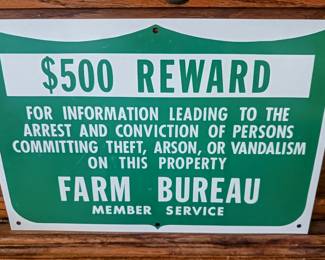 $500 REWARD
FOR INFORMATION LEADING TO THE
ARREST AND CONVICTION OF PERSONS
COMMITTING THEFT, ARSON, OR VANDALISM
ON THIS PROPERTY
FARM BUREAU
MEMBER SERVICE